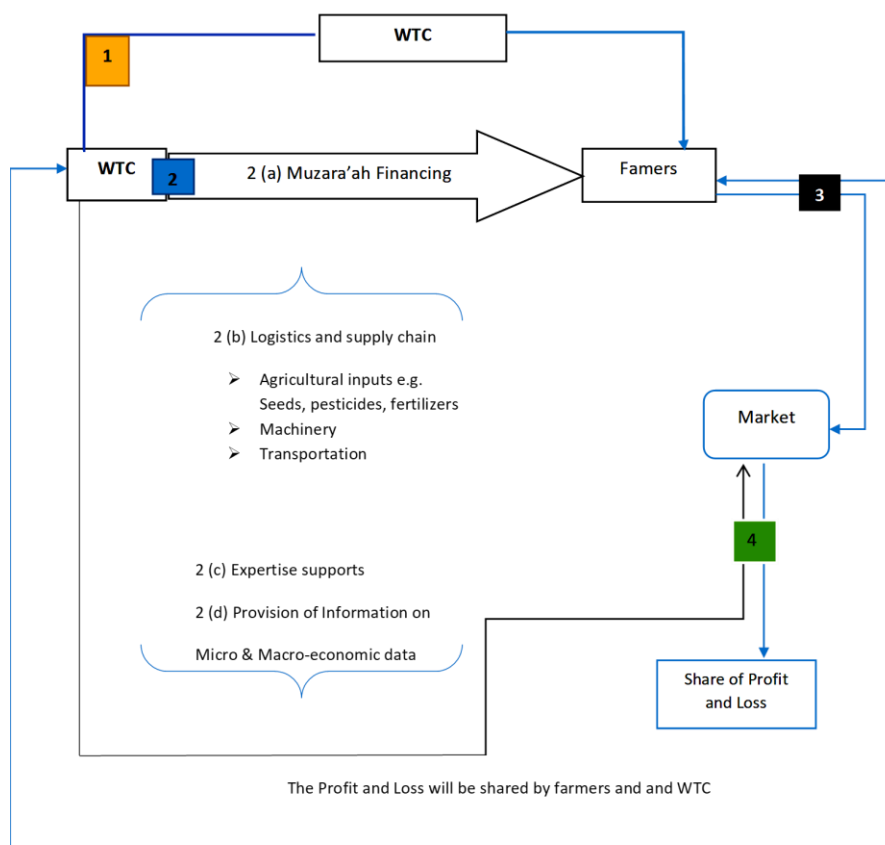 WTC
1
WTC
2
2 (a) Muzara’ah Financing
Famers
3
2 (b) Logistics and supply chain
Agricultural inputs e.g.
Seeds, pesticides, fertilizers
Machinery
Transportation
Market
4
2 (c) Expertise supports
2 (d) Provision of Information on
Micro & Macro-economic data
Share of Profit
and Loss
The Profit and Loss will be shared by farmers and and WTC